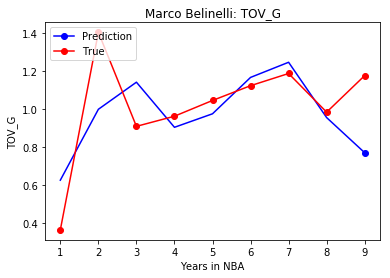 Marco Belinelli: TOV_G
Prediction
True
1.4
1.2
1.0
0.8
0.6
0.4
TOV_G
1 2 3 4 5 6 7 8 9
Years in NBA